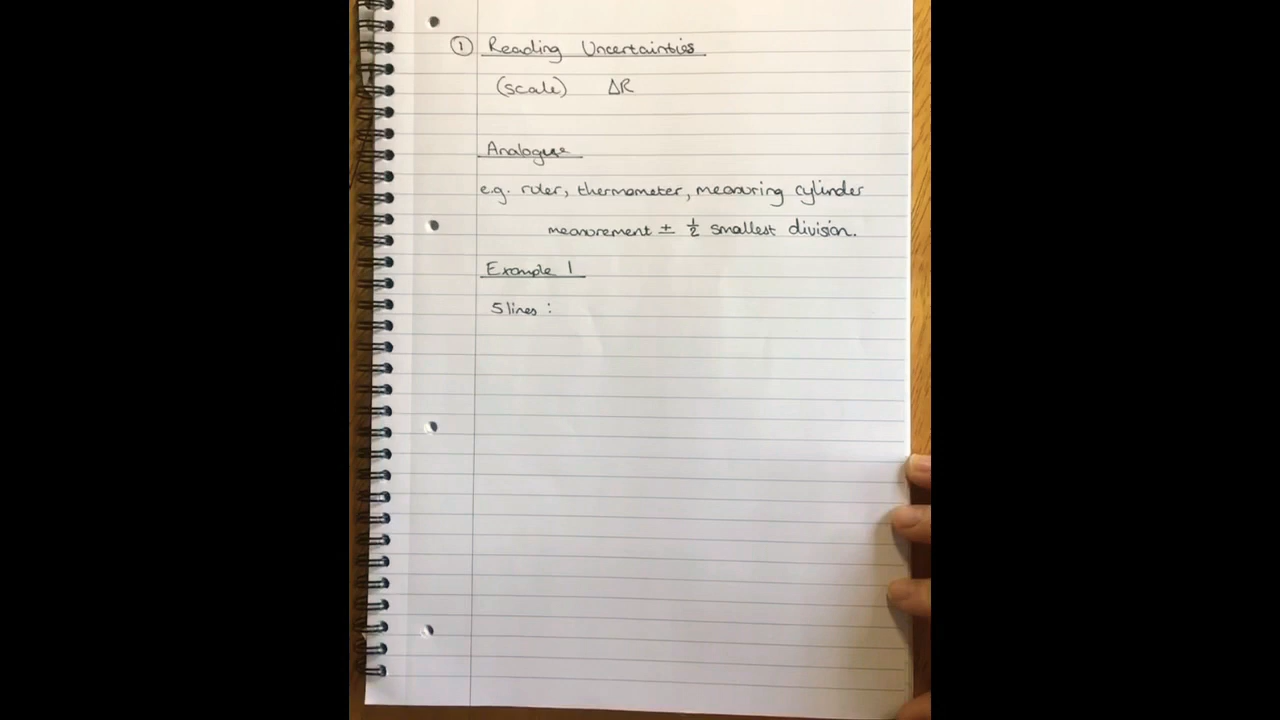 ① Reading Uncertainties
(scale) ΔR
Analogue
e.g. ruler, thermometer, measuring cylinder
measurement ± ½ smallest division.
Example 1
5 lines :